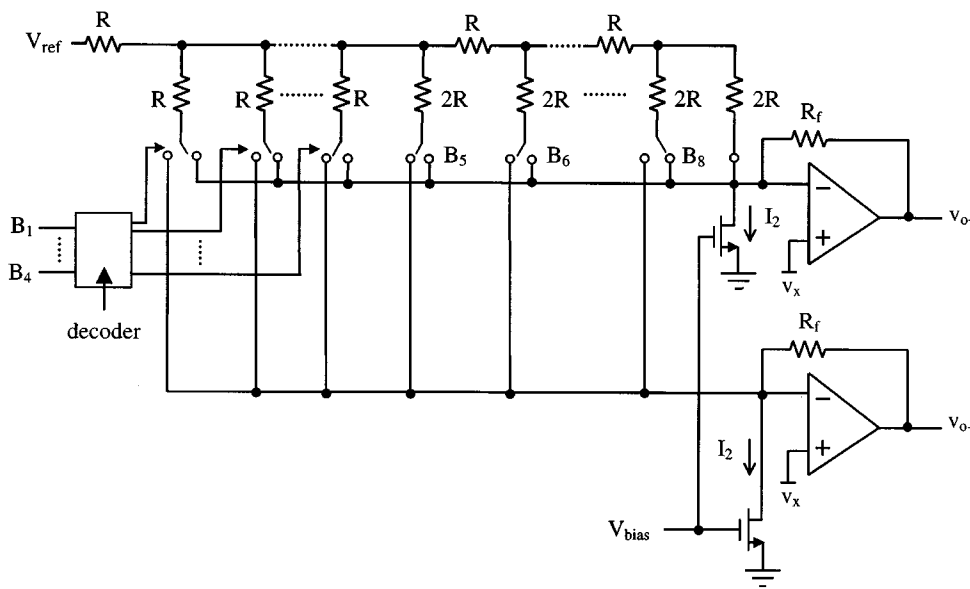 R
R
R
V_ref
R
R
R
2R
2R
2R
2R
R_f
B_5
B_6
B_8
B_1
B_4
I_2
v_x
v_o-
decoder
R_f
I_2
v_x
v_o-
V_bias